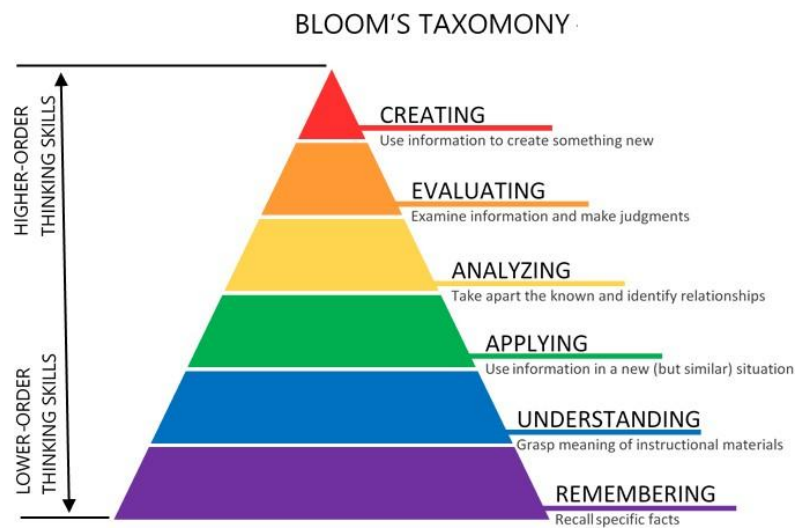 BLOOM'S TAXOMONY
HIGHER-ORDER
THINKING SKILLS
LOWER-ORDER
THINKING SKILLS
CREATING
Use information to create something new
EVALUATING
Examine information and make judgments
ANALYZING
Take apart the known and identify relationships
APPLYING
Use information in a new (but similar) situation
UNDERSTANDING
Grasp meaning of instructional materials
REMEMBERING
Recall specific facts